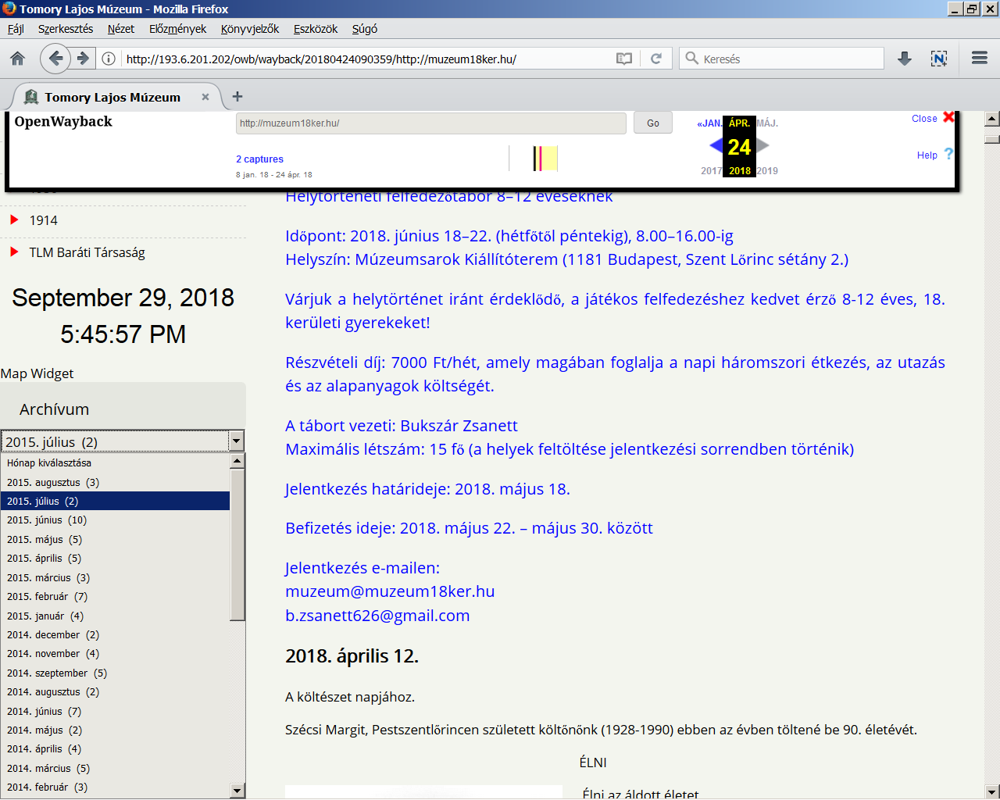 Tomory Lajos Múzeum - Mozilla Firefox
Fájl Szerkesztés Nézet Előzmények Könyvjelzők Eszközök Súgó
http://193.6.201.202/owb/wayback/20180424090359/http://muzeum18ker.hu/
Keresés
Tomory Lajos Múzeum
OpenWayback
http://muzeum18ker.hu/
Go
«JAN. ÁPR. MÁJ.
24
2017 2018 2019
Close
Help
2 captures
8 jan. 18 - 24 ápr. 18
1914
TLM Baráti Társaság
September 29, 2018
5:45:57 PM
Map Widget
Archívum
2015. július (2)
Hónap kiválasztása
2015. augusztus (3)
2015. július (2)
2015. június (10)
2015. május (5)
2015. április (5)
2015. március (3)
2015. február (7)
2015. január (4)
2014. december (2)
2014. november (4)
2014. szeptember (5)
2014. augusztus (2)
2014. június (7)
2014. május (2)
2014. április (4)
2014. március (5)
2014. február (3)
Helytörténeti felfedezőtábor 8–12 éveseknek
Időpont: 2018. június 18–22. (hétfőtől péntekig), 8.00–16.00-ig
Helyszín: Múzeumsarok Kiállítóterem (1181 Budapest, Szent Lőrinc sétány 2.)
Várjuk a helytörténet iránt érdeklődő, a játékos felfedezéshez kedvet érző 8-12 éves, 18.
kerületi gyerekeket!
Részvételi díj: 7000 Ft/hét, amely magában foglalja a napi háromszori étkezés, az utazás
és az alapanyagok költségét.
A tábort vezeti: Bukszár Zsanett
Maximális létszám: 15 fő (a helyek feltöltése jelentkezési sorrendben történik)
Jelentkezés határideje: 2018. május 18.
Befizetés ideje: 2018. május 22. – május 30. között
Jelentkezés e-mailen:
muzeum@muzeum18ker.hu
b.zsanett626@gmail.com
2018. április 12.
A költészet napjához.
Szécsi Margit, Pestszentlőrincen született költőnőnk (1928-1990) ebben az évben töltené be 90. életévét.
ÉLNI
Élni az áldott életet